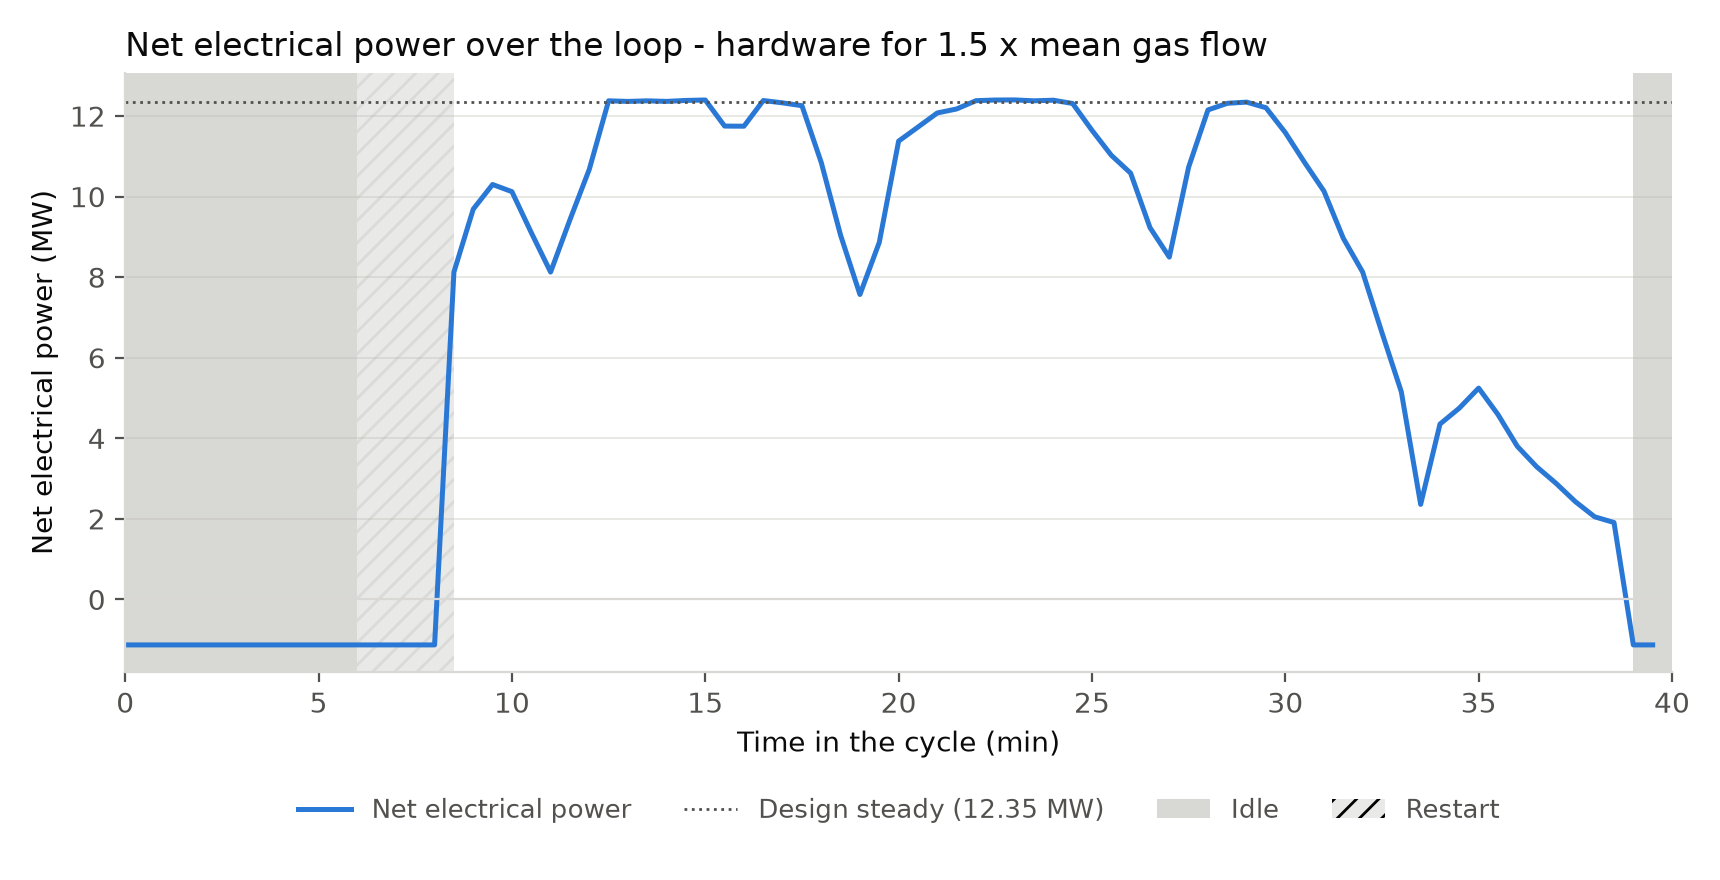 Net electrical power over the loop - hardware for 1.5 x mean gas flow
Net electrical power (MW)
12
10
8
6
4
2
0
0 5 10 15 20 25 30 35 40
Time in the cycle (min)
Net electrical power Design steady (12.35 MW) Idle Restart